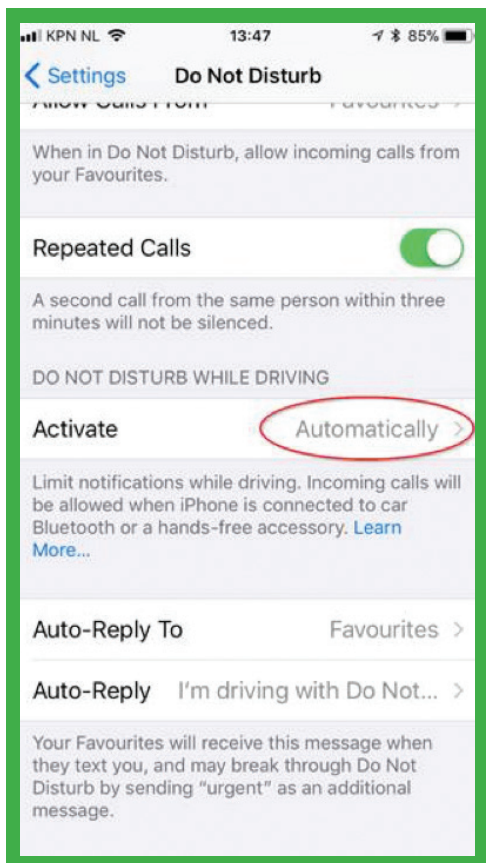 KPN NL 13:47 85%
Settings Do Not Disturb
Allow Calls From Favourites
When in Do Not Disturb, allow incoming calls from
your Favourites.
Repeated Calls
A second call from the same person within three
minutes will not be silenced.
DO NOT DISTURB WHILE DRIVING
Activate Automatically
Limit notifications while driving. Incoming calls will
be allowed when iPhone is connected to car
Bluetooth or a hands-free accessory. Learn
More...
Auto-Reply To Favourites
Auto-Reply I'm driving with Do Not...
Your Favourites will receive this message when
they text you, and may break through Do Not
Disturb by sending “urgent” as an additional
message.